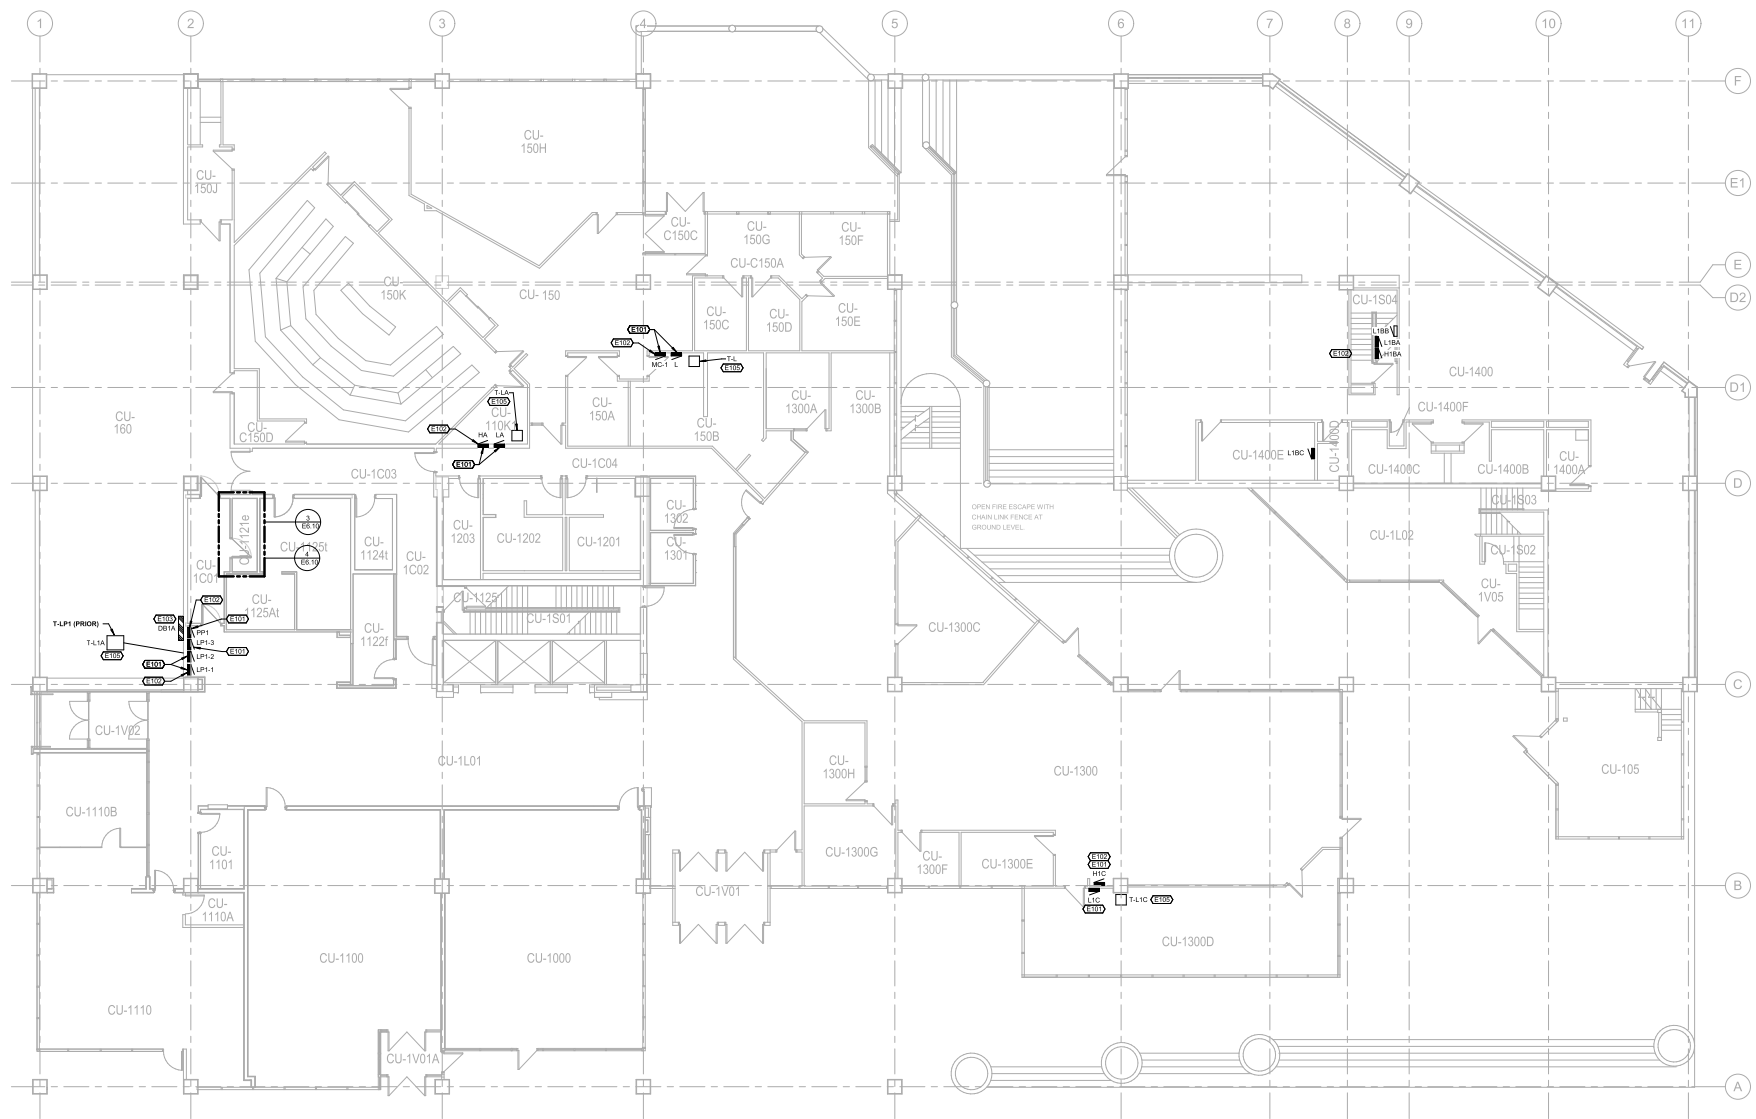 1
2
3
4
5
6
7
8
9
10
11
F
E1
E
D2
D1
D
C
B
A
CU-
150H
CU-
150J
CU-
C150C
CU-
150G
CU-
150F
CU-C150A
CU-
150K
CU- 150
CU-
150C
CU-
150D
CU-
150E
CU-1S04
L1BB
L1BA
H1BA
E102
E101
E102
MC-1
L
T-L
E105
CU-1400
CU-
160
CU-
C150D
T-LA
E105
CU-
110K
E102
HA
LA
E101
CU-
150A
CU-
150B
CU-
1300A
CU-
1300B
CU-1400F
CU-1400E
L1BC
CU-1400D
CU-1400C
CU-1400B
CU-
1400A
CU-1C03
CU-1C04
CU-1121e
3
E6.10
CU-1125t
4
E6.10
CU-
1C01
CU-
1124t
CU-
1C02
CU-
1203
CU-
1202
CU-
1201
CU-
1302
CU-
1301
OPEN FIRE ESCAPE WITH
CHAIN LINK FENCE AT
GROUND LEVEL
CU-1L02
CU-1S03
CU-1S02
CU-
1V05
CU-
1125At
CU-1125
CU-1S01
CU-
1122f
CU-1300C
E102
E103
DB1A
E101
PP1
T-LP1 (PRIOR)
T-L1A
E105
LP1-3
E101
LP1-2
E101
LP1-1
E102
CU-1V02
CU-1L01
CU-
1300H
CU-1300
CU-105
CU-1110B
CU-
1101
CU-1300G
CU-
1300F
CU-1300E
E102
E101
H1C
L1C
E101
T-L1C
E105
CU-1V01
CU-
1110A
CU-1300D
CU-1100
CU-1000
CU-1110
CU-1V01A